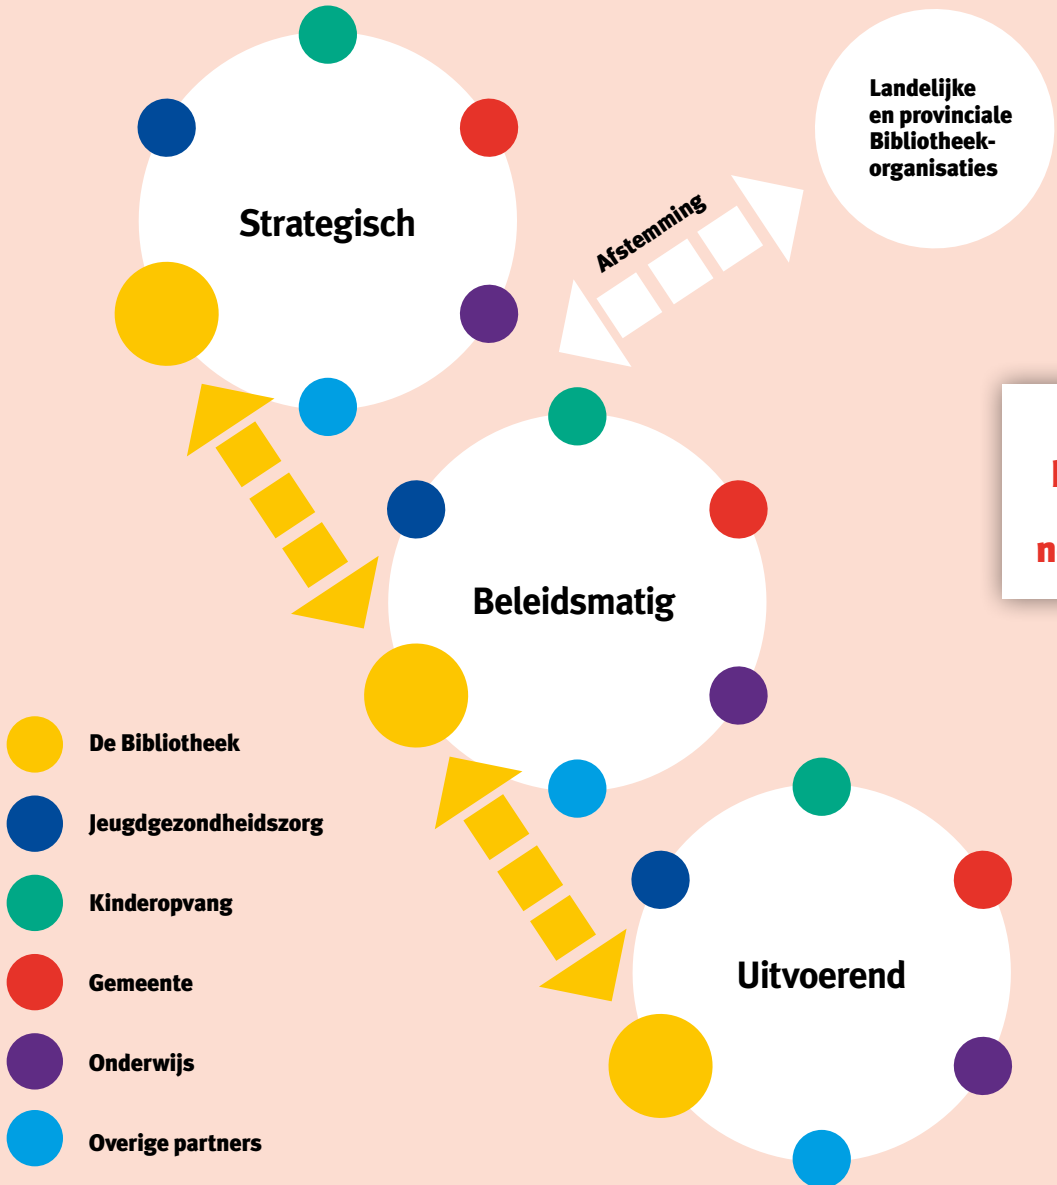 Landelijke
en provinciale
Bibliotheek-
organisaties
Afstemming
Strategisch
Beleidsmatig
Uitvoerend
De Bibliotheek
Jeugdgezondheidszorg
Kinderopvang
Gemeente
Onderwijs
Overige partners